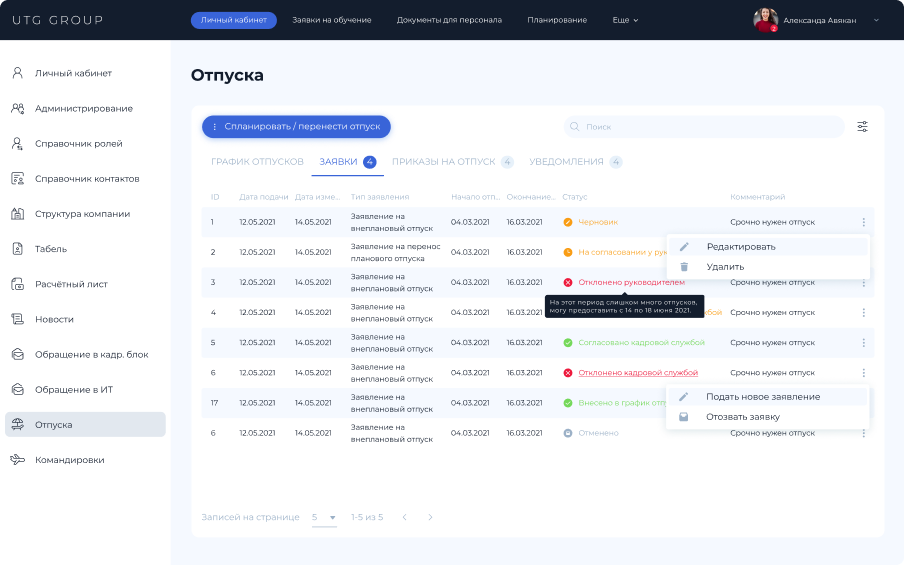 UTG GROUP
Личный кабинет
Заявки на обучение
Документы для персонала
Планирование
Еще
Александа Авякан
Личный кабинет
Администрирование
Справочник ролей
Справочник контактов
Структура компании
Табель
Расчётный лист
Новости
Обращение в кадр. блок
Обращение в ИТ
Отпуска
Командировки
Отпуска
Спланировать / перенести отпуск
Поиск
ГРАФИК ОТПУСКОВ
ЗАЯВКИ 4
ПРИКАЗЫ НА ОТПУСК 4
УВЕДОМЛЕНИЯ 4
ID Дата подачи Дата изме... Тип заявления Начало отп... Окончание... Статус Комментарий
1 12.05.2021 14.05.2021 Заявление на
внеплановый отпуск 04.03.2021 16.03.2021 Черновик Срочно нужен отпуск
2 12.05.2021 14.05.2021 Заявление на перенос
планового отпуска 04.03.2021 16.03.2021 На согласовании у рук
Редактировать
Удалить
3 12.05.2021 14.05.2021 Заявление на
внеплановый отпуск 04.03.2021 16.03.2021 Отклонено руководителем Срочно нужен отпуск
На этот период слишком много отпусков,
могу предоставить с 14 по 18 июня 2021.
4 12.05.2021 14.05.2021 Заявление на
внеплановый отпуск 04.03.2021 16.03.2021 службой Срочно нужен отпуск
5 12.05.2021 14.05.2021 Заявление на
внеплановый отпуск 04.03.2021 16.03.2021 Согласовано кадровой службой Срочно нужен отпуск
6 12.05.2021 14.05.2021 Заявление на
внеплановый отпуск 04.03.2021 16.03.2021 Отклонено кадровой службой Срочно нужен отпуск
17 12.05.2021 14.05.2021 Заявление на
внеплановый отпуск 04.03.2021 16.03.2021 Внесено в график отп
Подать новое заявление
Отозвать заявку
6 12.05.2021 14.05.2021 Заявление на
внеплановый отпуск 04.03.2021 16.03.2021 Отменено Срочно нужен отпуск
Записей на странице 5 1-5 из 5